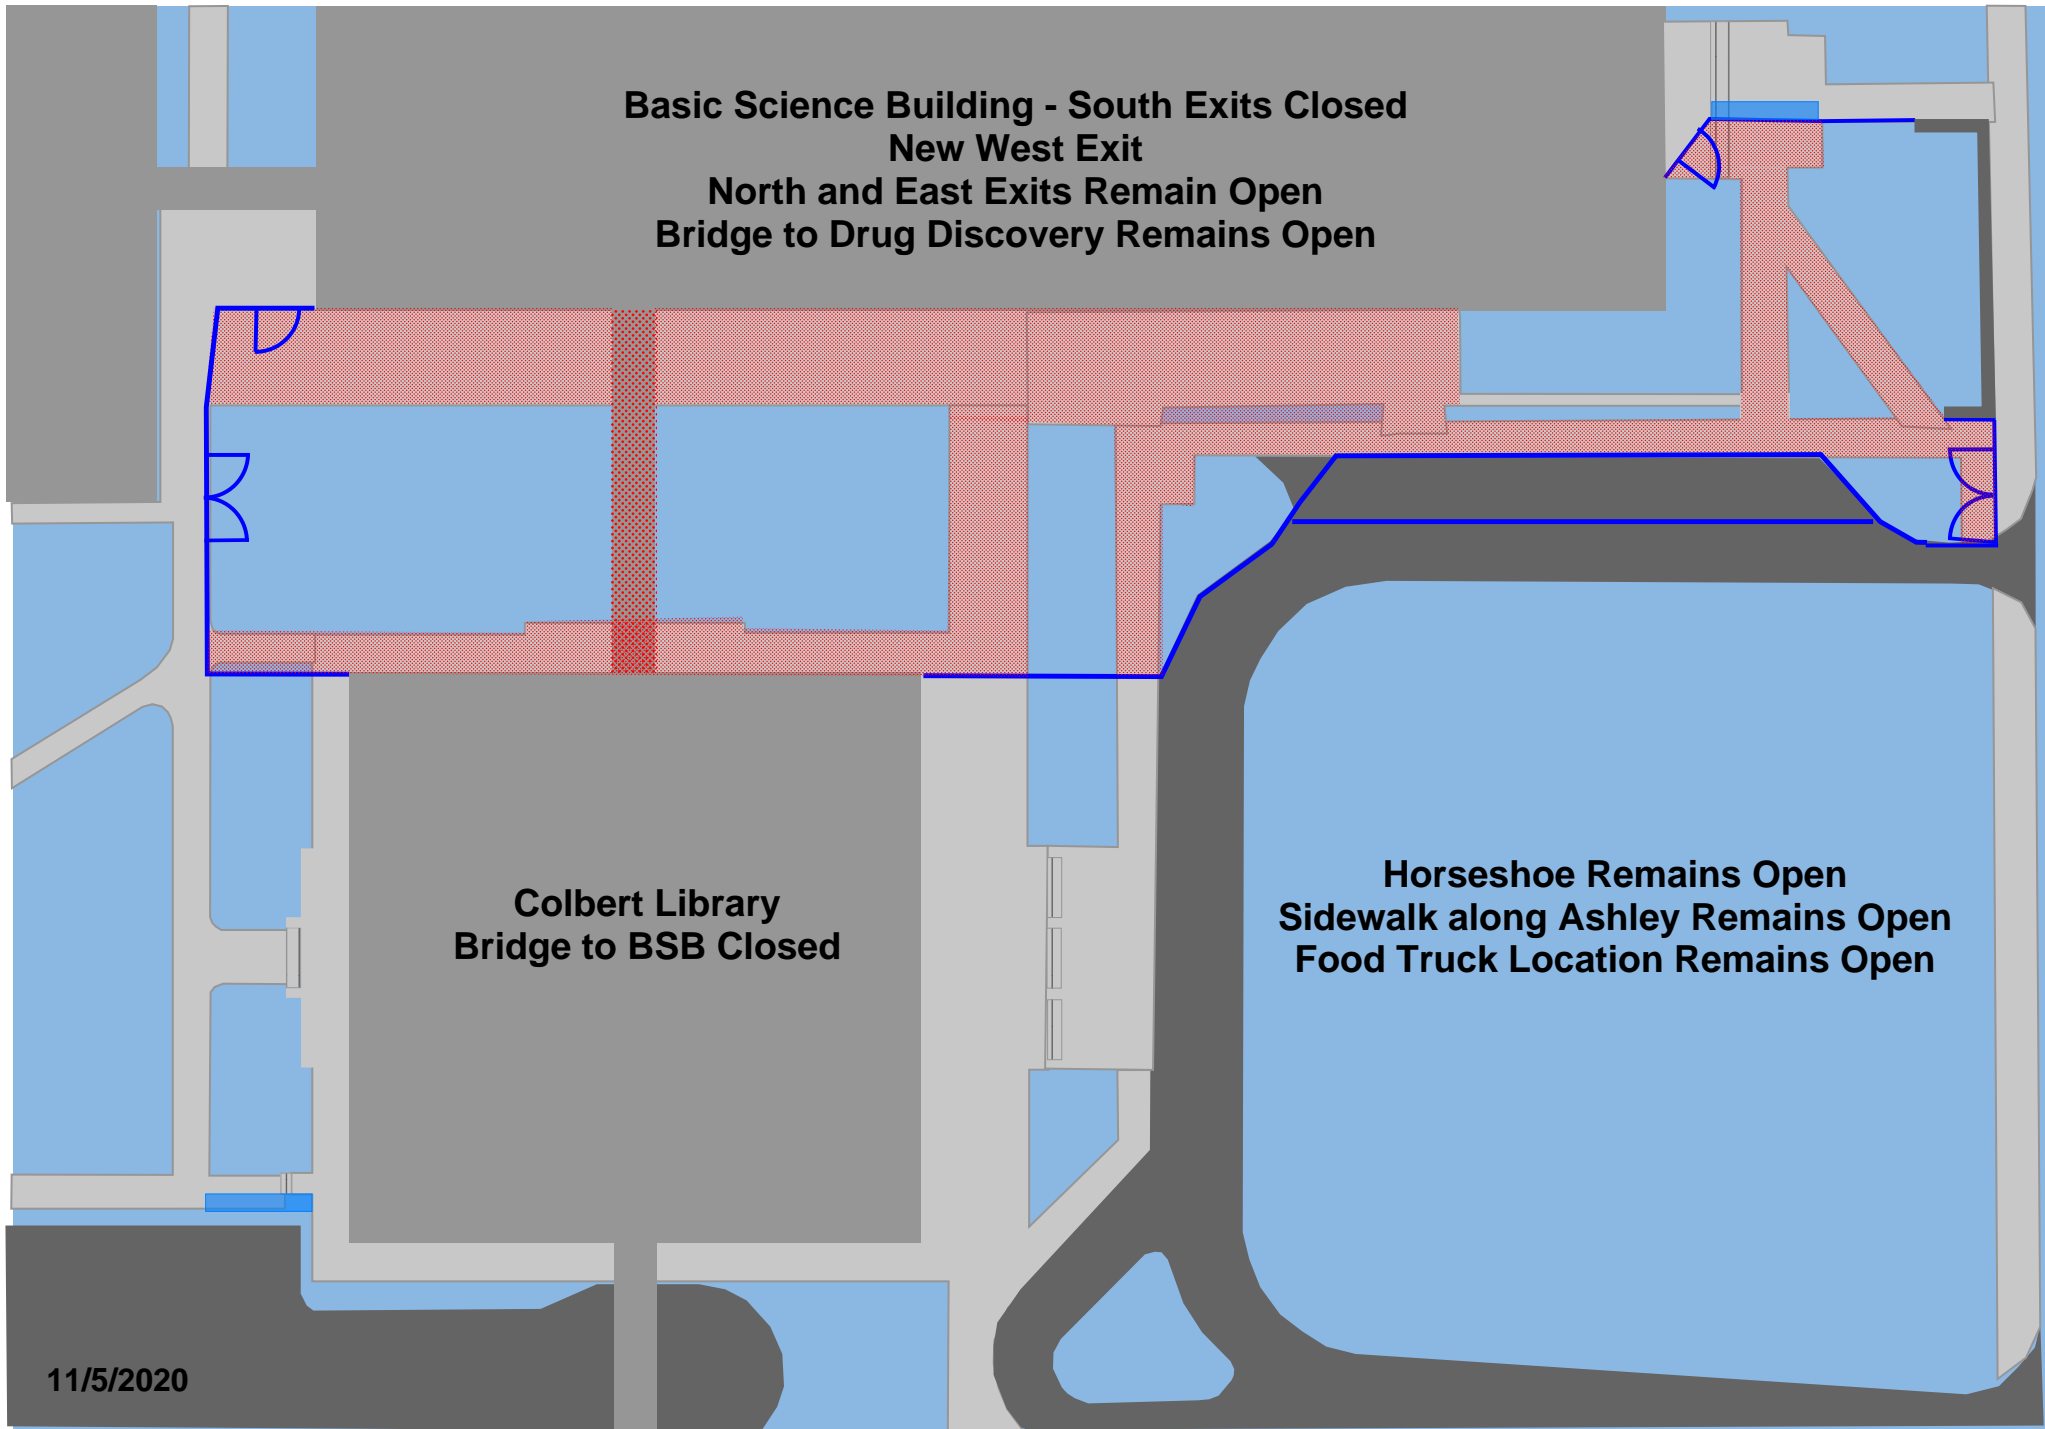 Basic Science Building - South Exits Closed
New West Exit
North and East Exits Remain Open
Bridge to Drug Discovery Remains Open
Colbert Library
Bridge to BSB Closed
Horseshoe Remains Open
Sidewalk along Ashley Remains Open
Food Truck Location Remains Open
11/5/2020